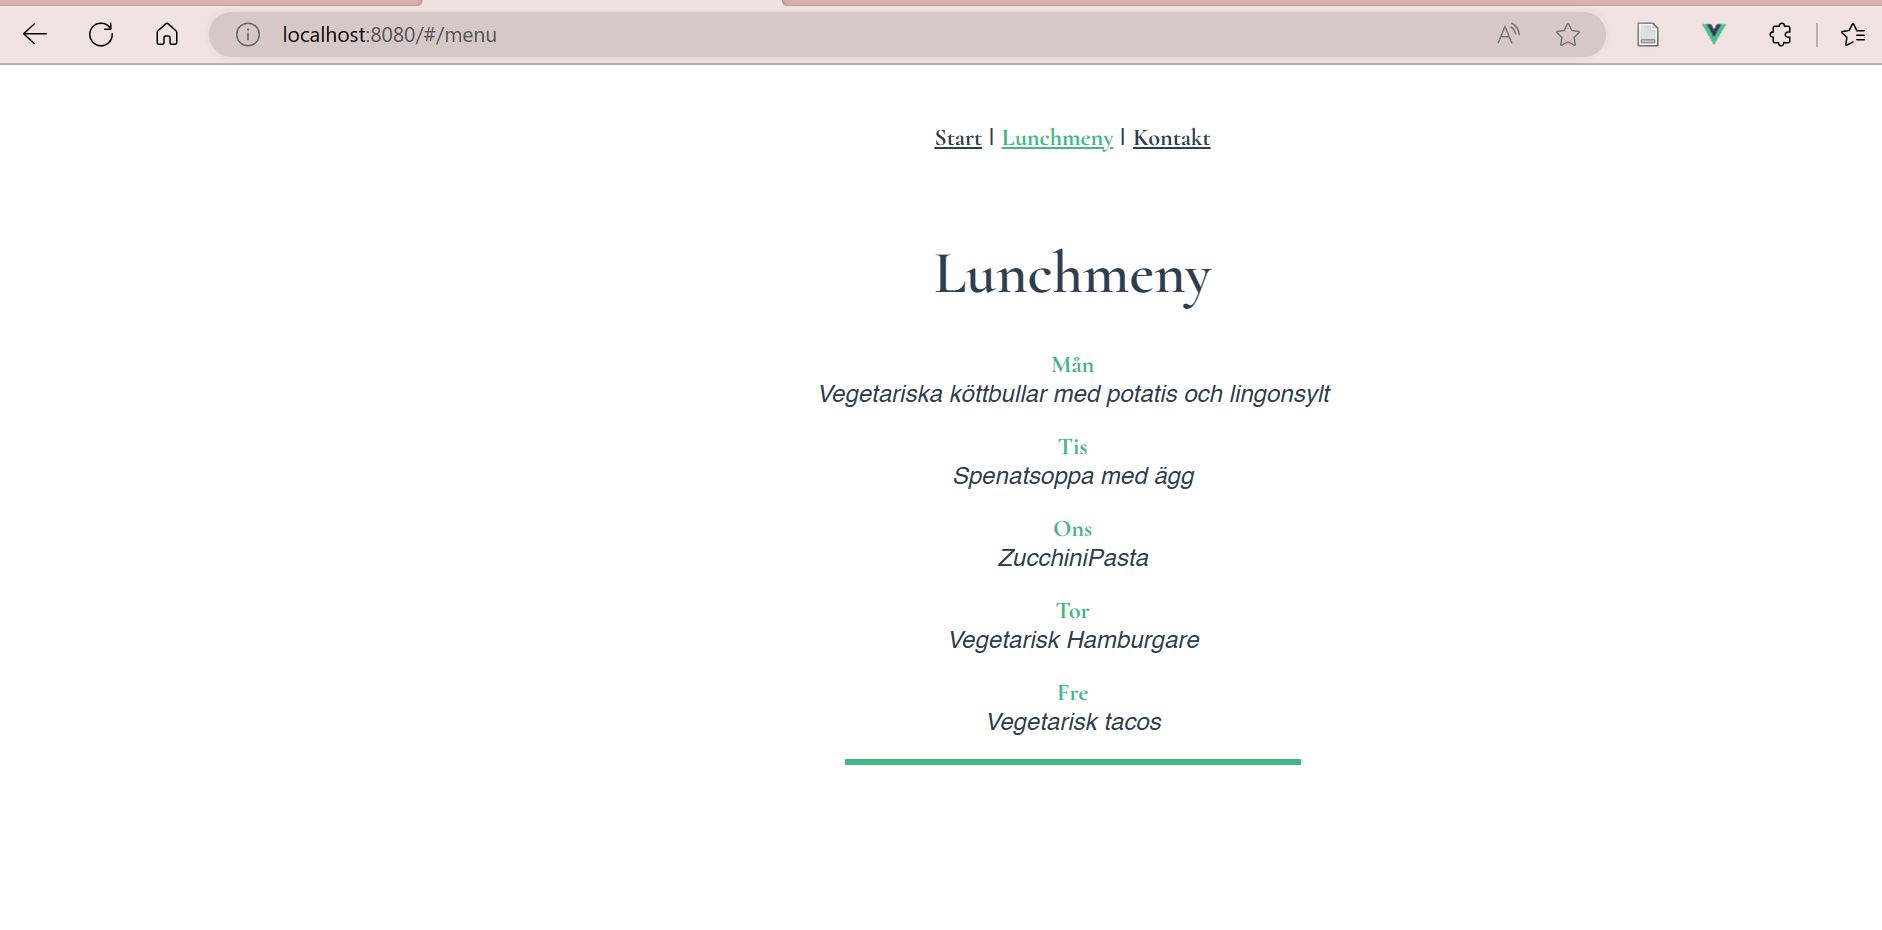 localhost:8080/#/menu
Start | Lunchmeny | Kontakt
Lunchmeny
Mån
Vegetariska köttbullar med potatis och lingonsylt
Tis
Spenatsoppa med ägg
Ons
ZucchiniPasta
Tor
Vegetarisk Hamburgare
Fre
Vegetarisk tacos